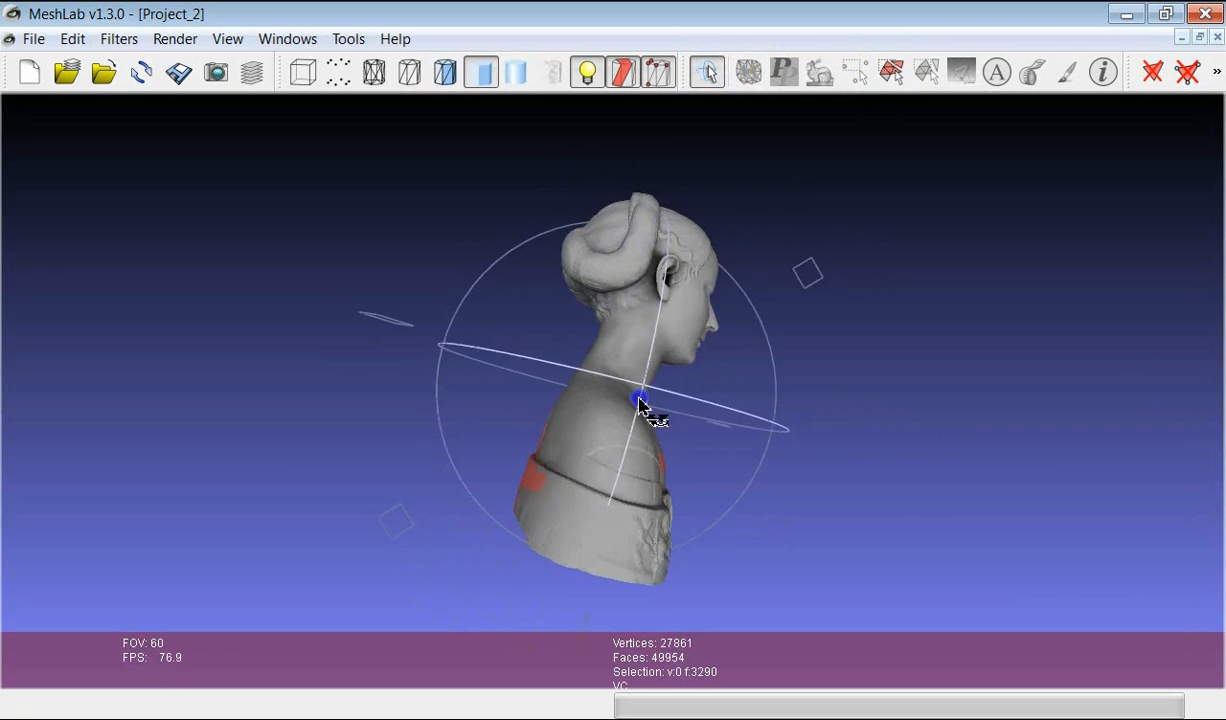 MeshLab v1.3.0 - [Project_2]
File Edit Filters Render View Windows Tools Help
A P i »
FOV: 60
FPS: 76.9
Vertices: 27861
Faces: 49954
Selection: v:0 f:3290
VC